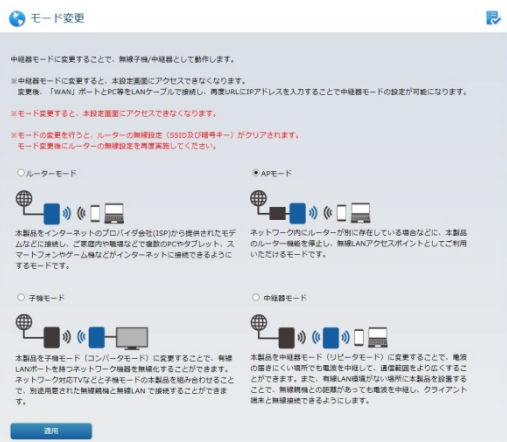 モード変更
中継器モードに変更することで、無線子機/中継器として動作します。
※中継器モードに変更すると、本設定画面にアクセスできなくなります。
変更後、「WAN」ポートとPC等をLANケーブルで接続し、再度URLにIPアドレスを入力することで中継器モードの設定が可能になります。
※モード変更すると、本設定画面にアクセスできなくなります。
※モードの変更を行うと、ルーターの無線設定（SSID及び暗号キー）がクリアされます。
モード変更後にルーターの無線設定を再度実施してください。
ルーターモード
本製品をインターネットのプロバイダ会社(ISP)から提供されたモデ
ムなどに接続し、ご家庭内や職場などで複数のPCやタブレット、ス
マートフォンやゲーム機などがインターネットに接続できるように
するモードです。
APモード
ネットワーク内にルーターが別に存在している場合などに、本製品
のルーター機能を停止し、無線LANアクセスポイントとしてご利用
いただけるモードです。
子機モード
本製品を子機モード（コンバータモード）に変更することで、有線
LANポートを持つネットワーク機器を無線化することができます。
ネットワーク対応TVなどと子機モードの本製品を組み合わせること
で、別途用意された無線親機と無線LAN で接続することができま
す。
中継器モード
本製品を中継器モード（リピータモード）に変更することで、電波
の届きにくい場所でも電波を中継して、通信範囲をより広くするこ
とができます。また、有線LAN環境がない場所に本製品を設置する
ことで、無線親機との距離があっても電波を中継し、クライアント
端末と無線接続できるようにします。
適用